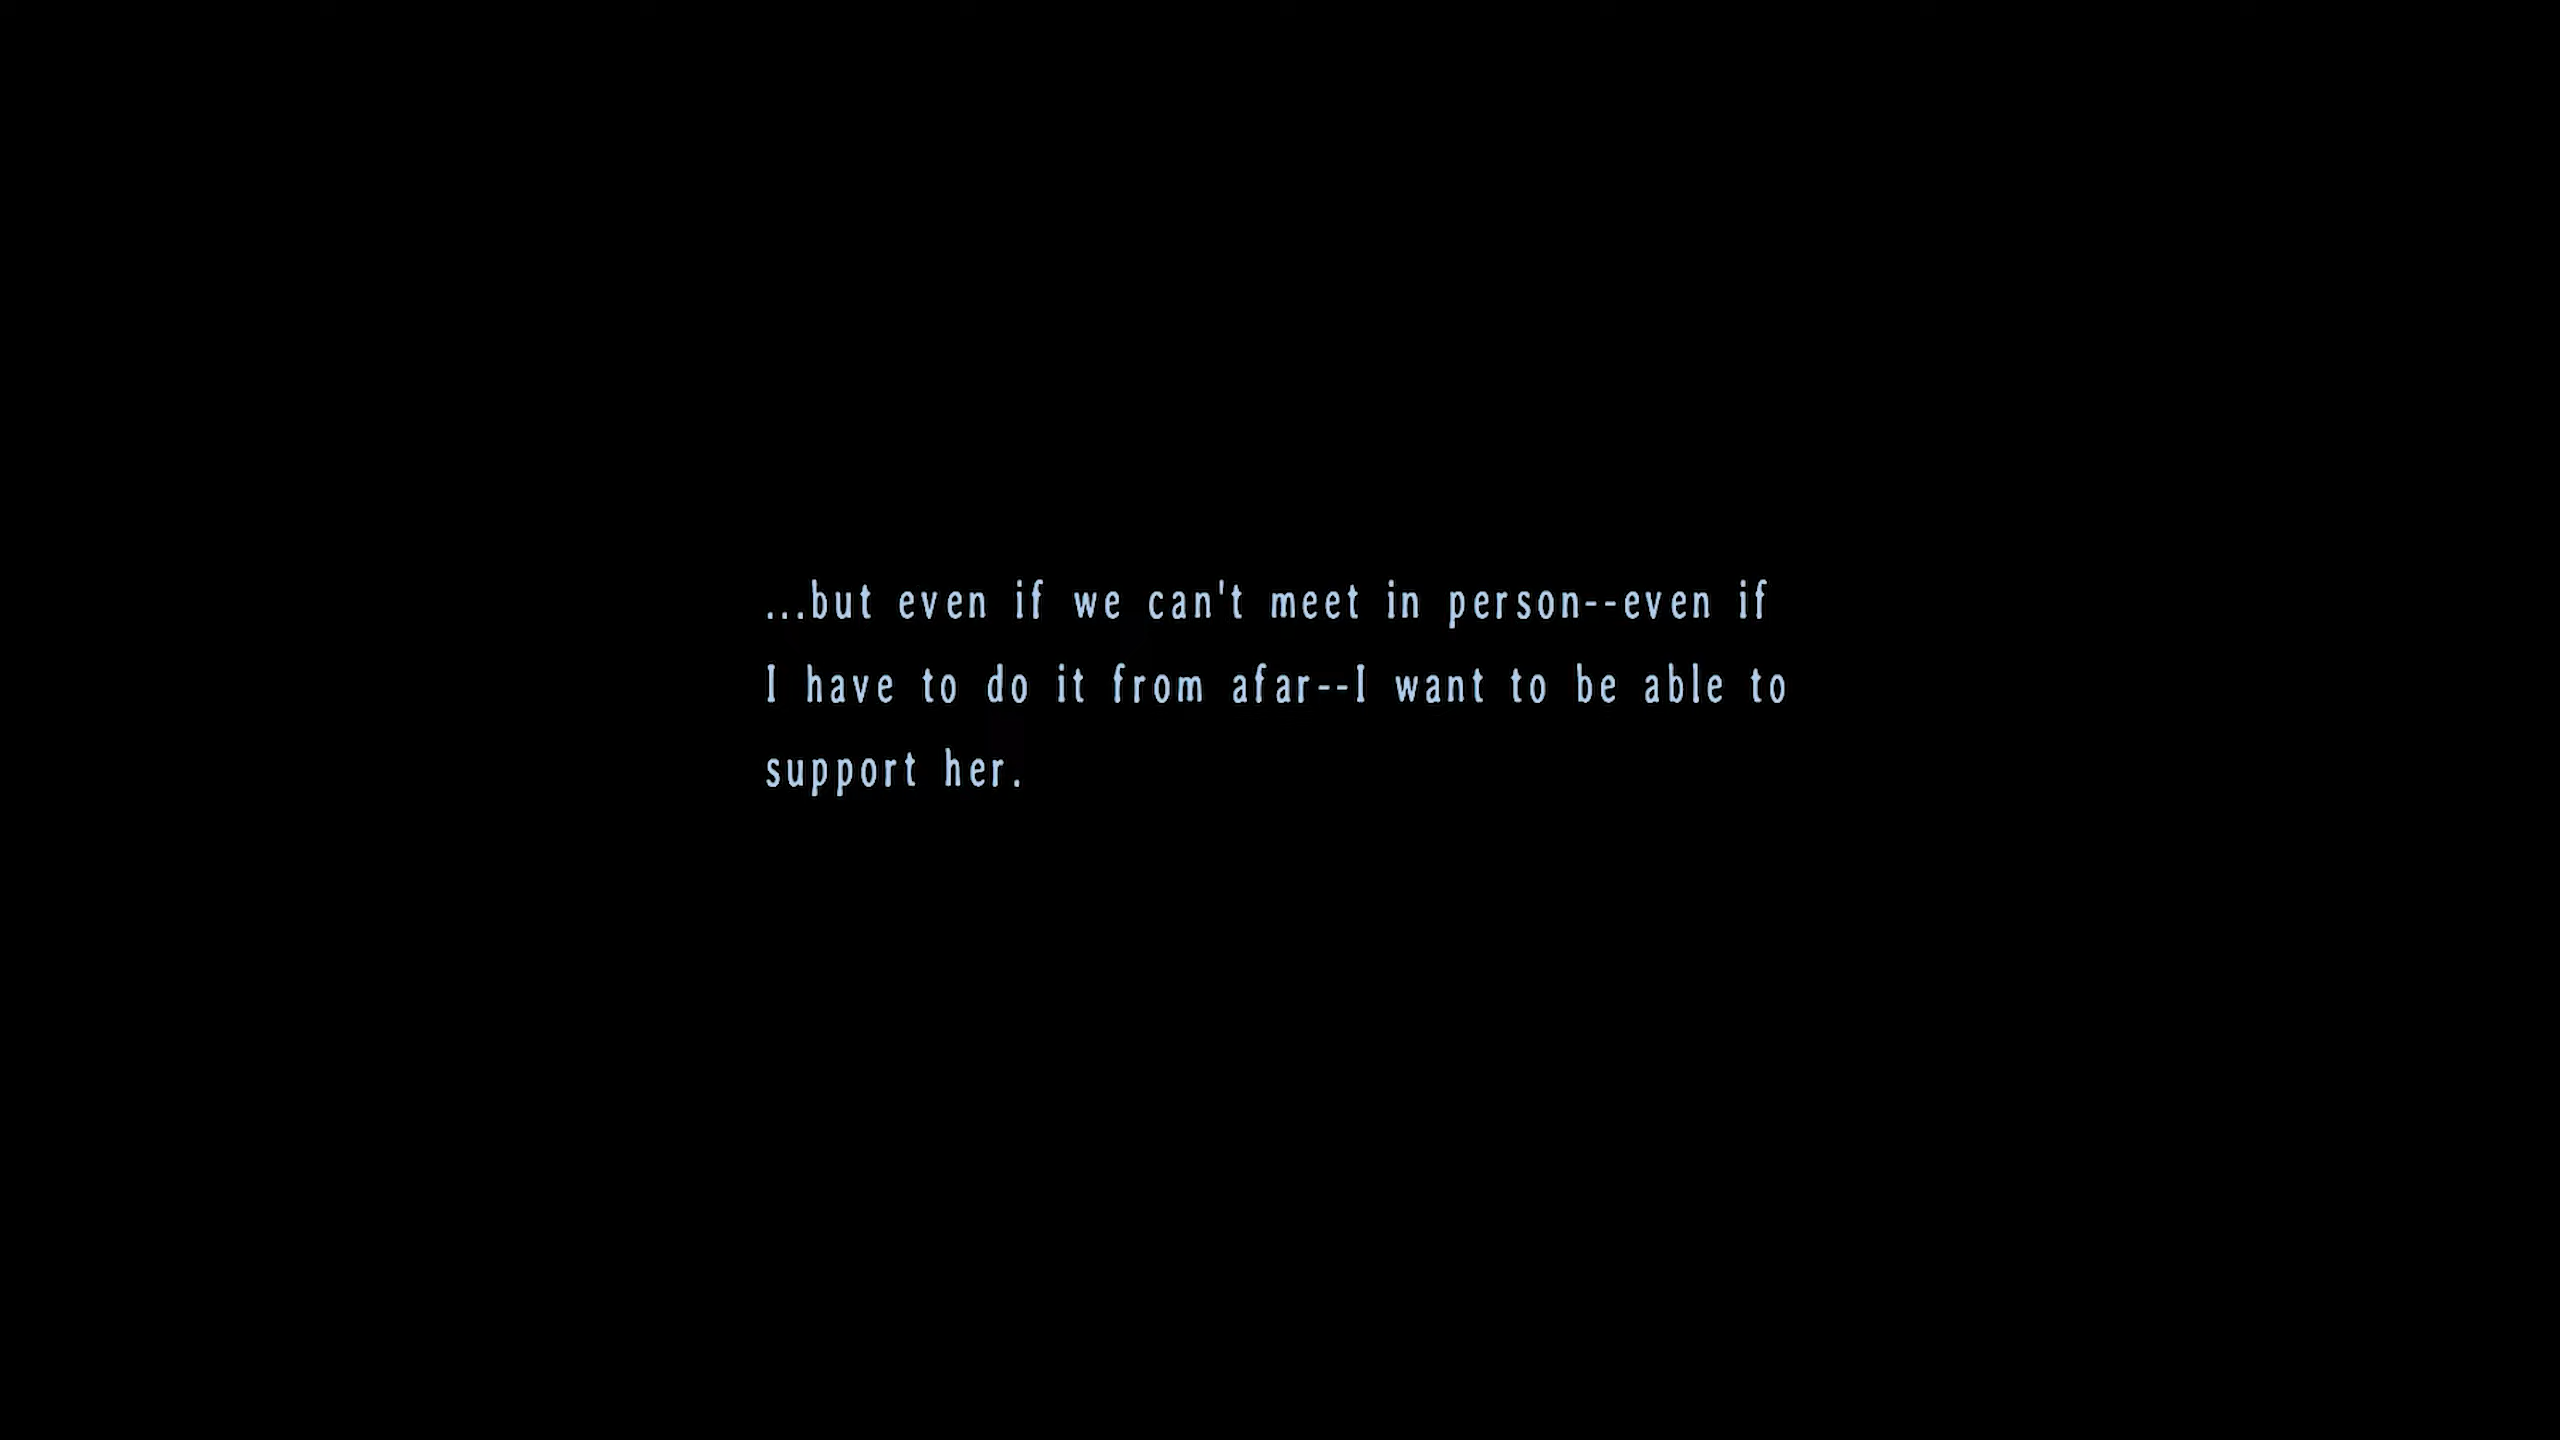 ...but even if we can't meet in person--even if
I have to do it from afar--I want to be able to
support her.